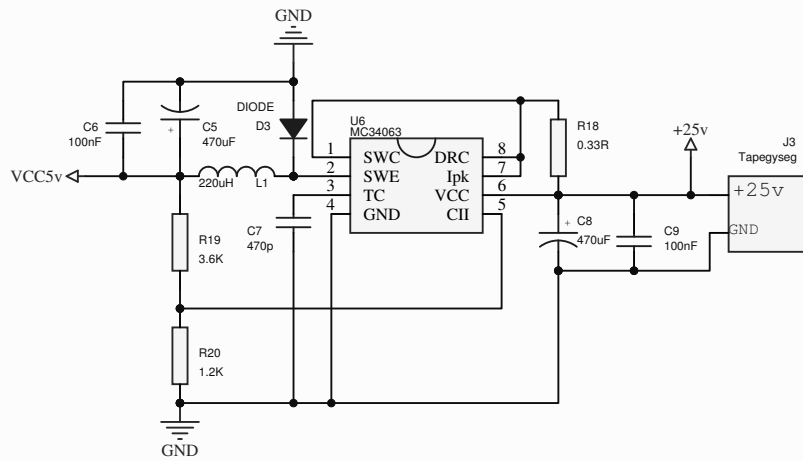 GND
DIODE
D3
C6
100nF
C5
+
470uF
U6
MC34063
R18
0.33R
+25v
J3
Tapegyseg
VCC5v
220uH
L1
1
SWC
DRC
8
2
SWE
Ipk
7
3
TC
VCC
6
4
GND
CII
5
+25v
GND
C7
470p
C8
+
470uF
C9
100nF
R19
3.6K
R20
1.2K
GND